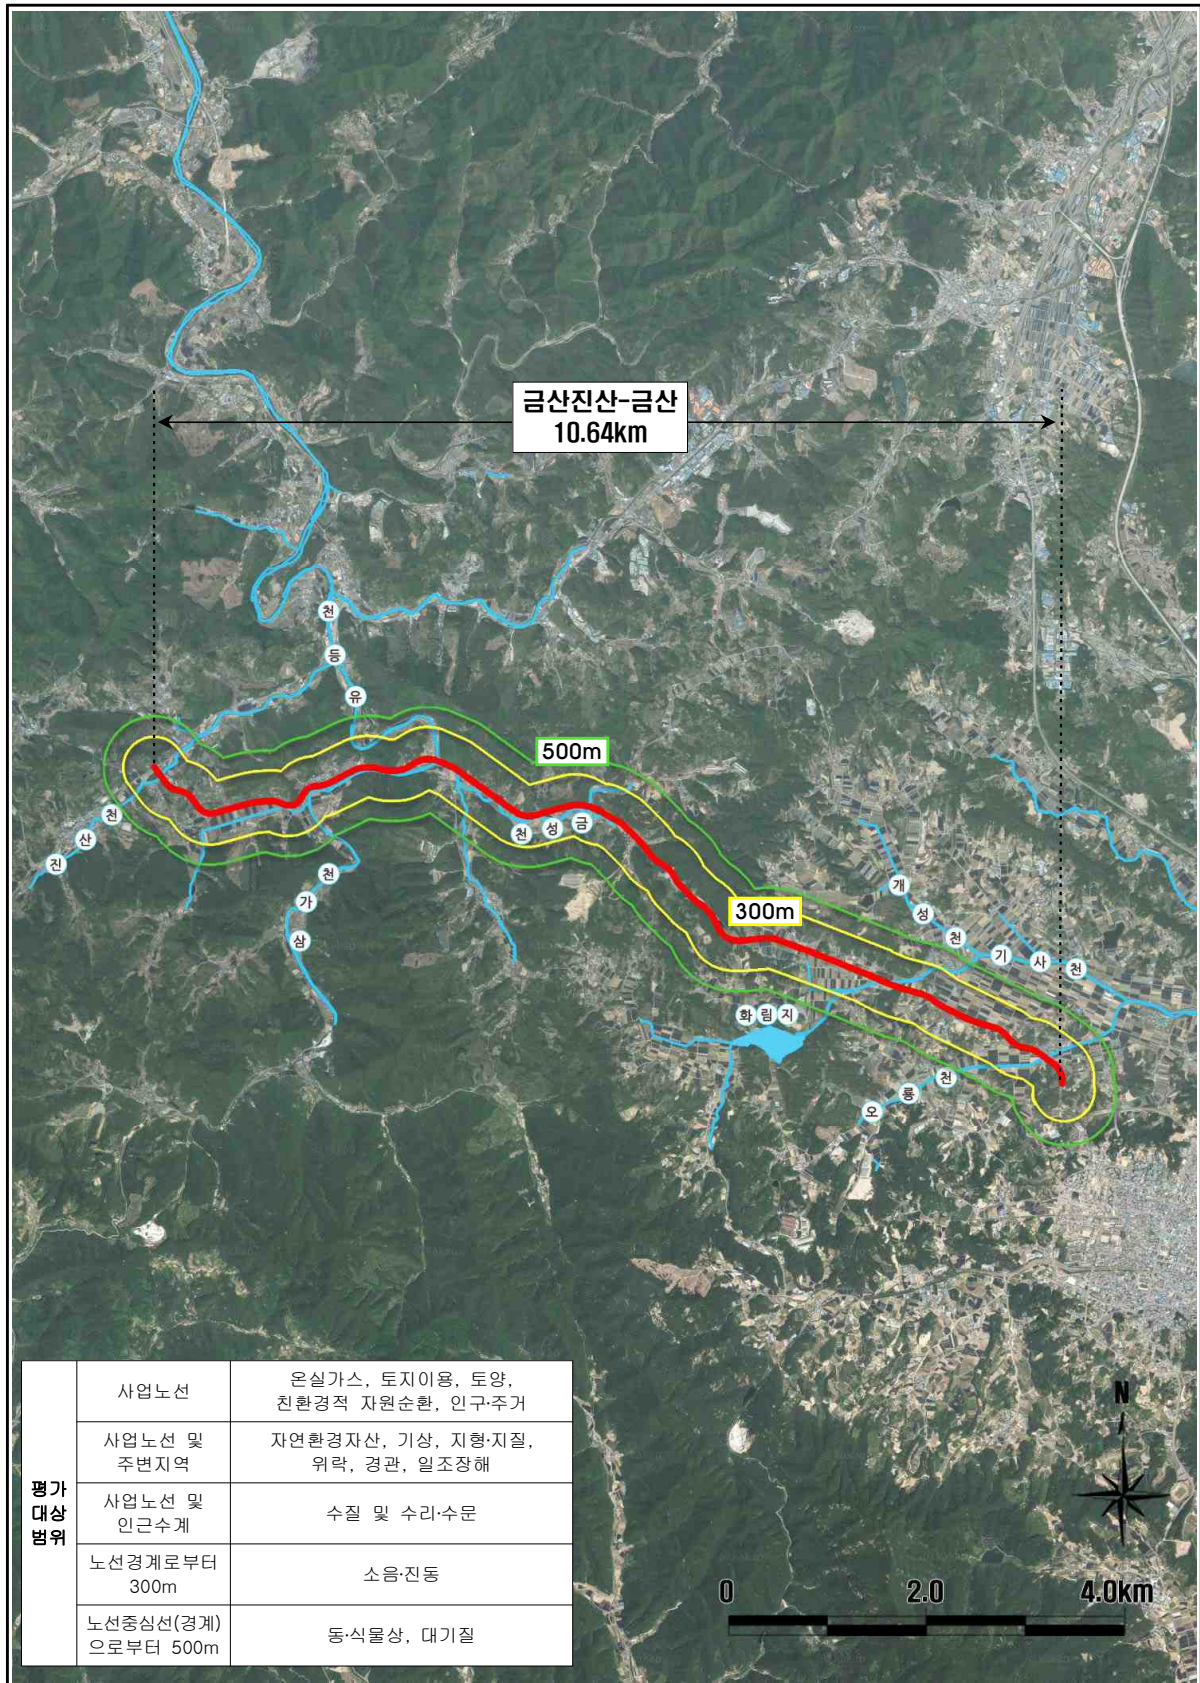 금산진산-금산
10.64km
천
등
유
500m
천
산
진
천 성 금
천
가
삼
300m
개
성
천
기
사
천
화 림 지
오
룡
천
평가
대상
범위
사업노선
온실가스, 토지이용, 토양,
친환경적 자원순환, 인구·주거
사업노선 및
주변지역
자연환경자산, 기상, 지형·지질,
위락, 경관, 일조장해
사업노선 및
인근수계
수질 및 수리·수문
노선경계로부터
300m
소음·진동
노선중심선(경계)
으로부터 500m
동·식물상, 대기질
N
0 2.0 4.0km